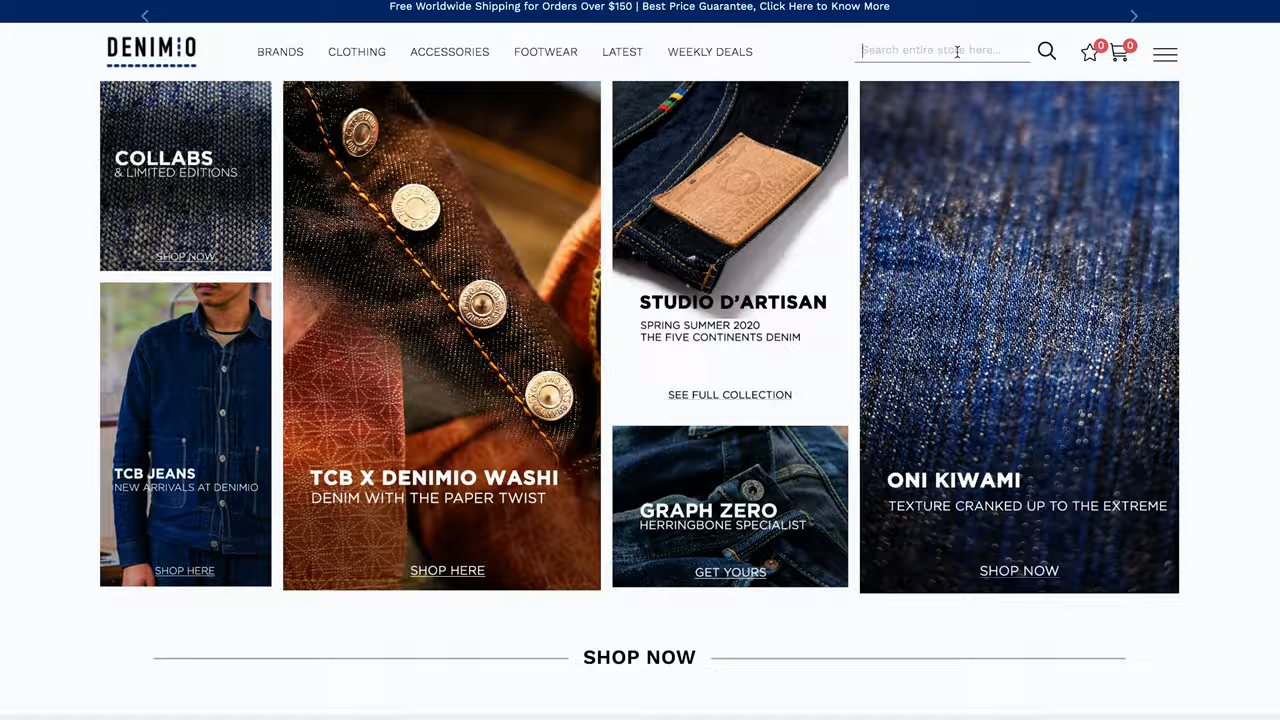 Free Worldwide Shipping for Orders Over $150 | Best Price Guarantee, Click Here to Know More
DENIMIO
BRANDS
CLOTHING
ACCESSORIES
FOOTWEAR
LATEST
WEEKLY DEALS
Search entire store here...
0
0
COLLABS
& LIMITED EDITIONS
SHOP NOW
TCB JEANS
NEW ARRIVALS AT DENIMIO
SHOP HERE
TCB X DENIMIO WASHI
DENIM WITH THE PAPER TWIST
SHOP HERE
STUDIO D'ARTISAN
SPRING SUMMER 2020
THE FIVE CONTINENTS DENIM
SEE FULL COLLECTION
GRAPH ZERO
HERRINGBONE SPECIALIST
GET YOURS
ONI KIWAMI
TEXTURE CRANKED UP TO THE EXTREME
SHOP NOW
SHOP NOW